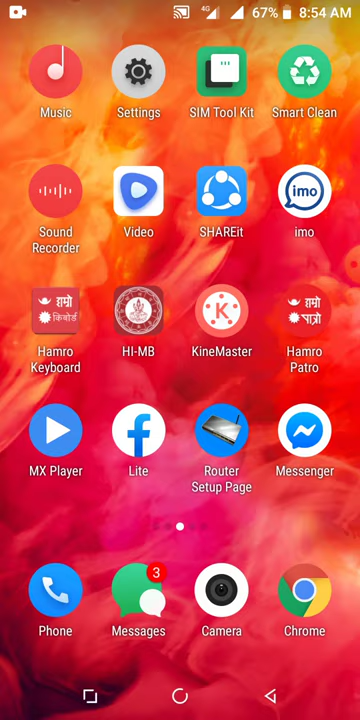 4G 67% 8:54 AM
Music Settings SIM Tool Kit Smart Clean
imo
Sound Recorder Video SHAREit imo
हाम्रो किबोर्ड
K
हाम्रो पात्रो
Hamro Keyboard HI-MB KineMaster Hamro Patro
MX Player Lite Router Setup Page Messenger
3
Phone Messages Camera Chrome